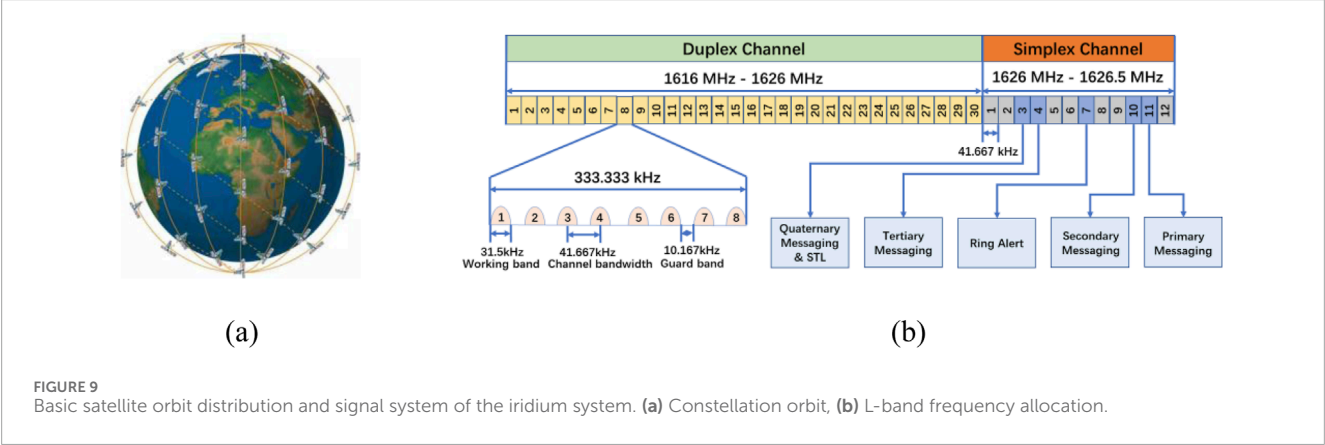 Duplex Channel Simplex Channel
1616 MHz - 1626 MHz 1626 MHz - 1626.5 MHz
1 2 3 4 5 6 7 8 9 10 11 12 13 14 15 16 17 18 19 20 21 22 23 24 25 26 27 28 29 30 1 2 3 4 5 6 7 8 9 10 11 12
41.667 kHz
333.333 kHz
1 2 3 4 5 6 7 8
31.5kHz
Working band
41.667kHz
Channel bandwidth
10.167kHz
Guard band
Quaternary
Messaging
& STL
Tertiary
Messaging
Ring Alert
Secondary
Messaging
Primary
Messaging
(a) (b)
FIGURE 9
Basic satellite orbit distribution and signal system of the iridium system. (a) Constellation orbit, (b) L-band frequency allocation.